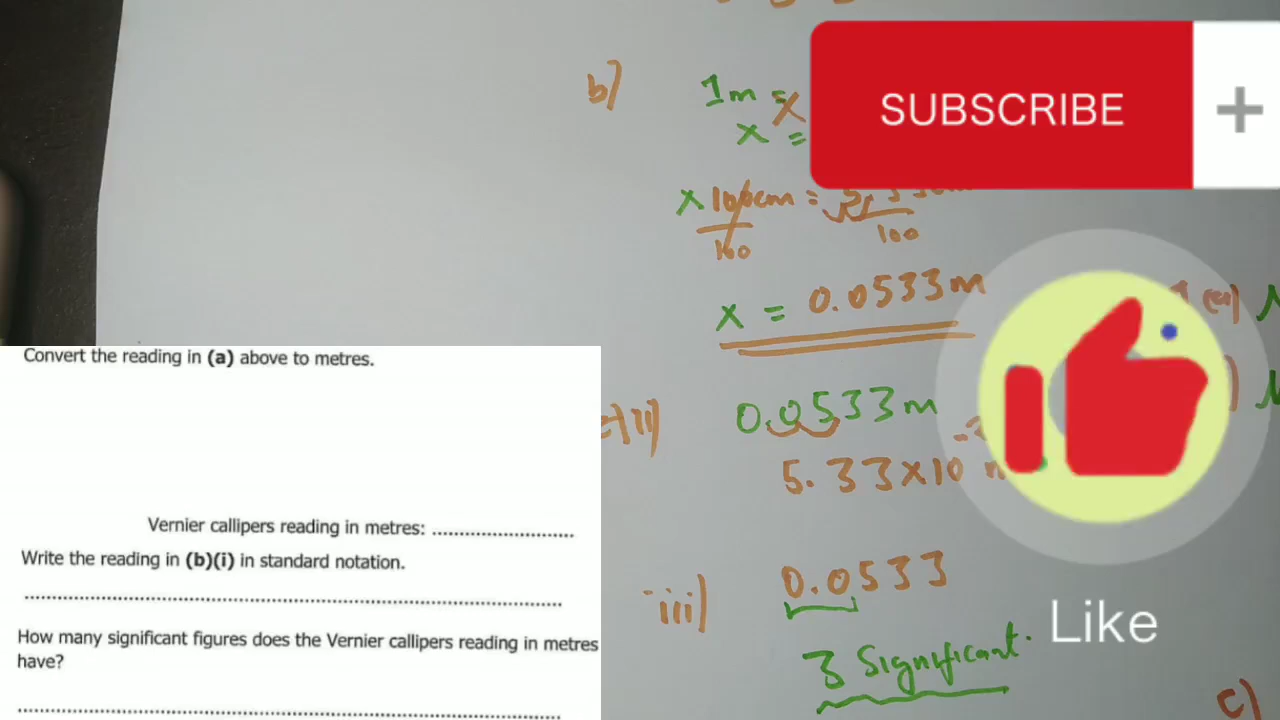 b)
1m =
x =
SUBSCRIBE +
x 100cm =
100
100
x = 0.0533m
Convert the reading in (a) above to metres.
ii)
0.0533m
5.33x10
Vernier callipers reading in metres: ..........................
Write the reading in (b)(i) in standard notation.
iii)
0.0533
Like
How many significant figures does the Vernier callipers reading in metres
have?
3 Significant.
c)